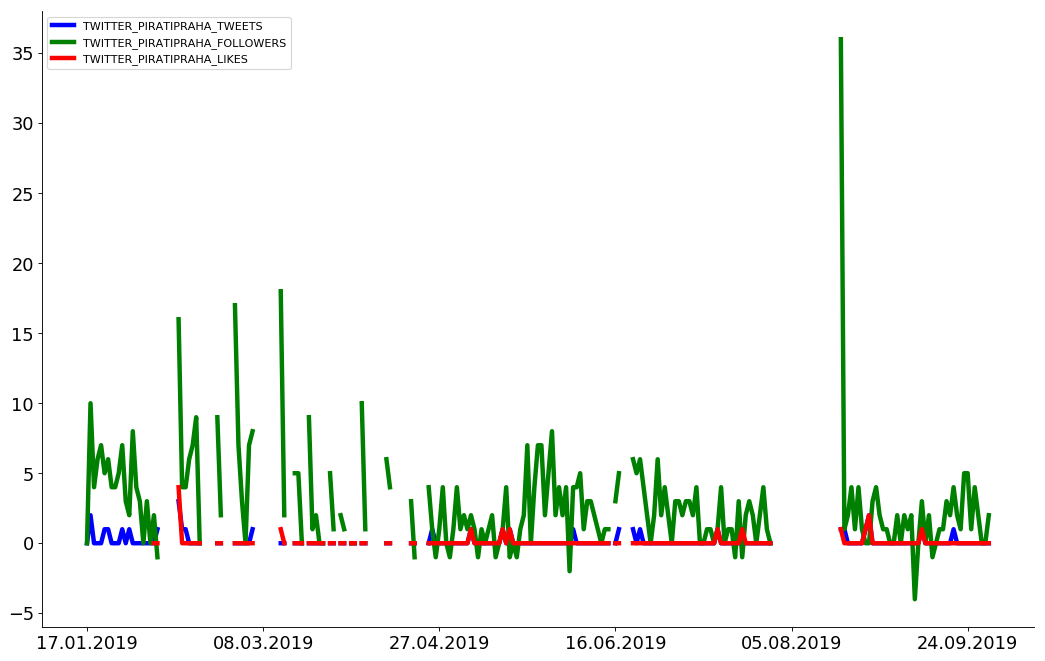 TWITTER_PIRATIPRAHA_TWEETS
TWITTER_PIRATIPRAHA_FOLLOWERS
TWITTER_PIRATIPRAHA_LIKES
35
30
25
20
15
10
5
0
−5
17.01.2019 08.03.2019 27.04.2019 16.06.2019 05.08.2019 24.09.2019